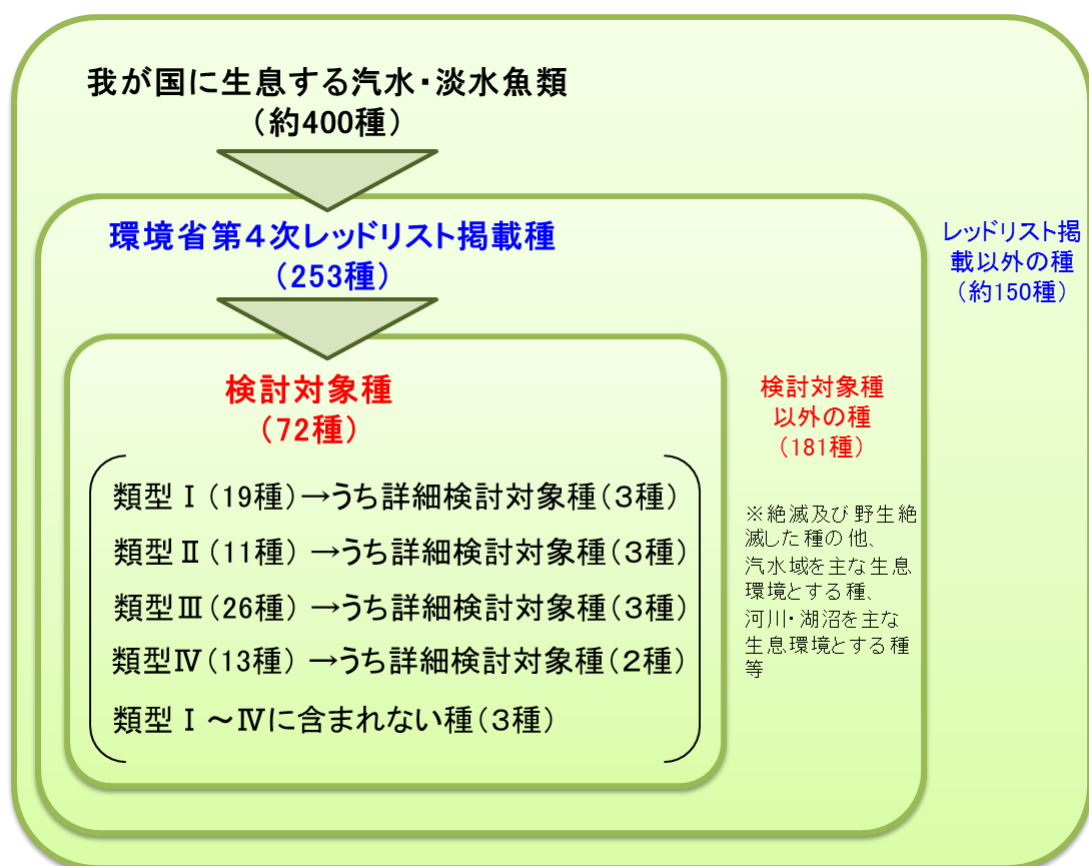 我が国に生息する汽水・淡水魚類
（約400種）
環境省第４次レッドリスト掲載種
（253種）
レッドリスト掲
載以外の種
（約150種）
検討対象種
（72種）
検討対象種
以外の種
（181種）
類型Ⅰ（19種）→うち詳細検討対象種（３種）
類型Ⅱ（11種）→うち詳細検討対象種（３種）
類型Ⅲ（26種）→うち詳細検討対象種（３種）
類型Ⅳ（13種）→うち詳細検討対象種（２種）
類型Ⅰ～Ⅳに含まれない種（３種）
※絶滅及び野生絶
滅した種の他、
汽水域を主な生息
環境とする種、
河川・湖沼を主な
生息環境とする種
等